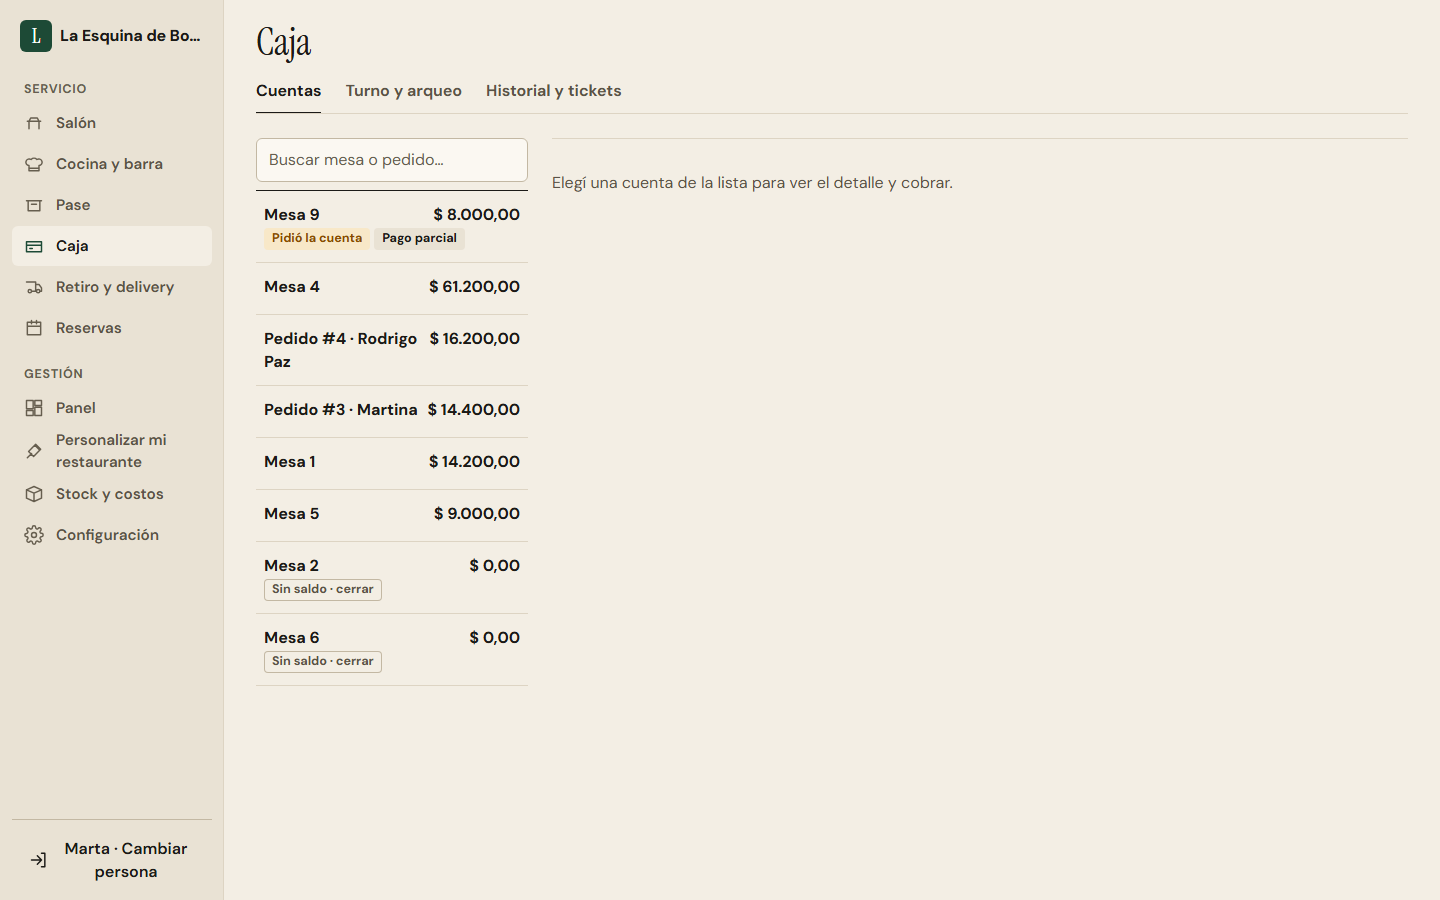 L
La Esquina de Bo...
SERVICIO
Salón
Cocina y barra
Pase
Caja
Retiro y delivery
Reservas
GESTIÓN
Panel
Personalizar mi
restaurante
Stock y costos
Configuración
Marta · Cambiar
persona
Caja
Cuentas
Turno y arqueo
Historial y tickets
Buscar mesa o pedido...
Mesa 9 $ 8.000,00
Pidió la cuenta Pago parcial
Mesa 4 $ 61.200,00
Pedido #4 · Rodrigo $ 16.200,00
Paz
Pedido #3 · Martina $ 14.400,00
Mesa 1 $ 14.200,00
Mesa 5 $ 9.000,00
Mesa 2 $ 0,00
Sin saldo · cerrar
Mesa 6 $ 0,00
Sin saldo · cerrar
Elegí una cuenta de la lista para ver el detalle y cobrar.